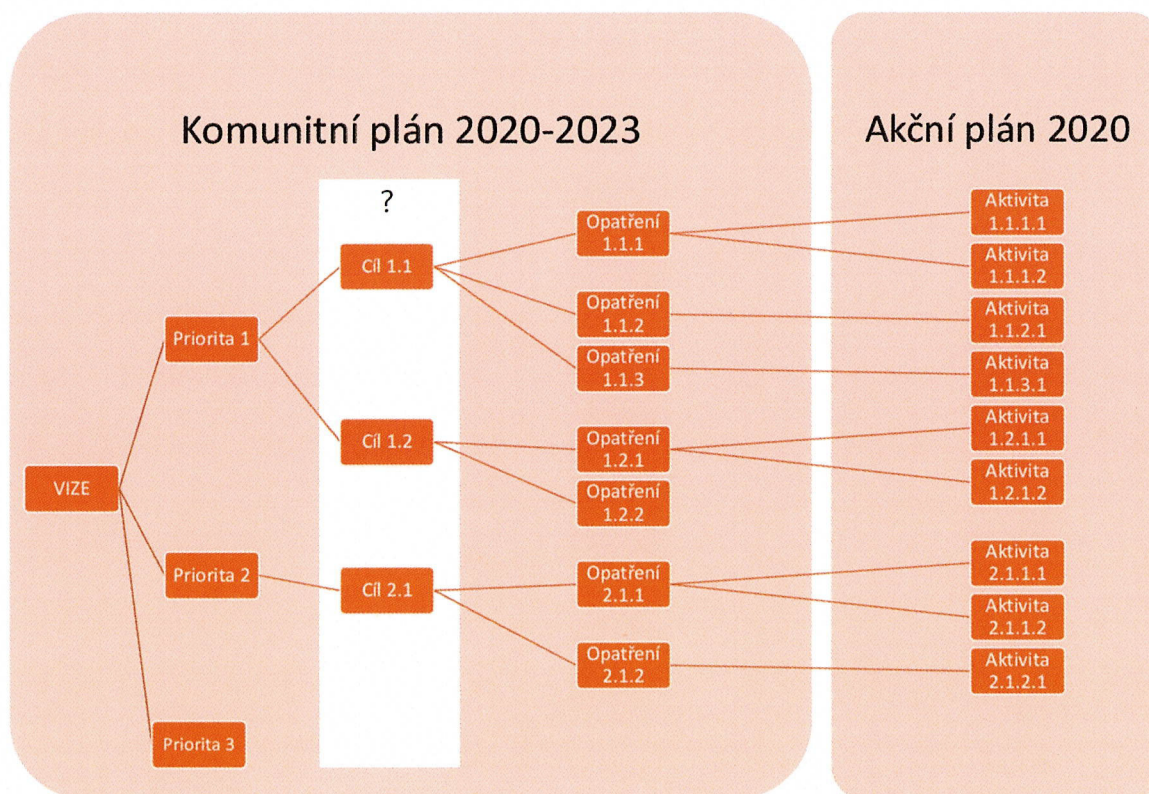 Komunitní plán 2020-2023
?
VIZE
Priorita 1
Priorita 2
Priorita 3
Cíl 1.1
Cíl 1.2
Cíl 2.1
Opatření
1.1.1
Opatření
1.1.2
Opatření
1.1.3
Opatření
1.2.1
Opatření
1.2.2
Opatření
2.1.1
Opatření
2.1.2
Akční plán 2020
Aktivita
1.1.1.1
Aktivita
1.1.1.2
Aktivita
1.1.2.1
Aktivita
1.1.3.1
Aktivita
1.2.1.1
Aktivita
1.2.1.2
Aktivita
2.1.1.1
Aktivita
2.1.1.2
Aktivita
2.1.2.1